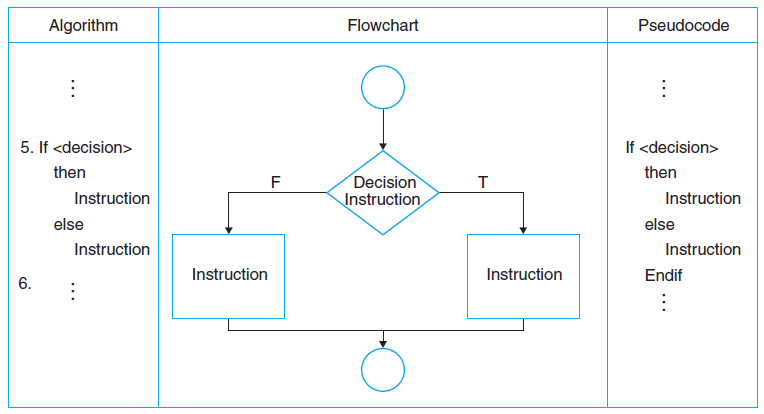 Algorithm
Flowchart
Pseudocode
⋮
5. If <decision>
then
Instruction
else
Instruction
6.
⋮
F
Decision
Instruction
T
Instruction
Instruction
⋮
If <decision>
then
Instruction
else
Instruction
Endif
⋮